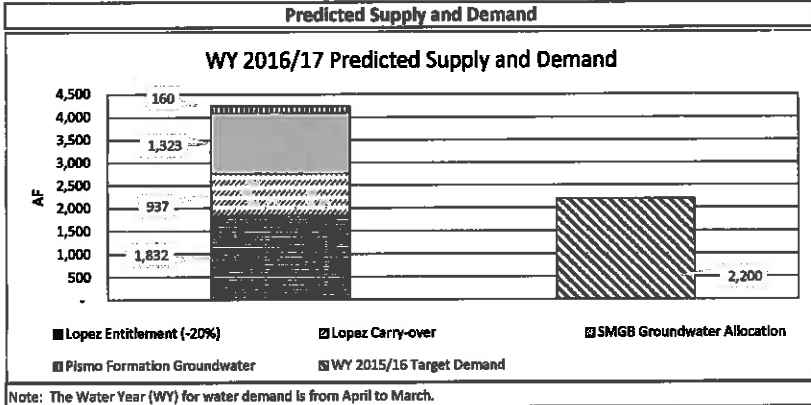 Predicted Supply and Demand
WY 2016/17 Predicted Supply and Demand
4,500
4,000
3,500
3,000
2,500
2,000
1,500
1,000
500
-
AF
160
1,323
937
1,832
2,200
Lopez Entitlement (-20%) Lopez Carry-over SMGB Groundwater Allocation
Pismo Formation Groundwater WY 2015/16 Target Demand
Note: The Water Year (WY) for water demand is from April to March.